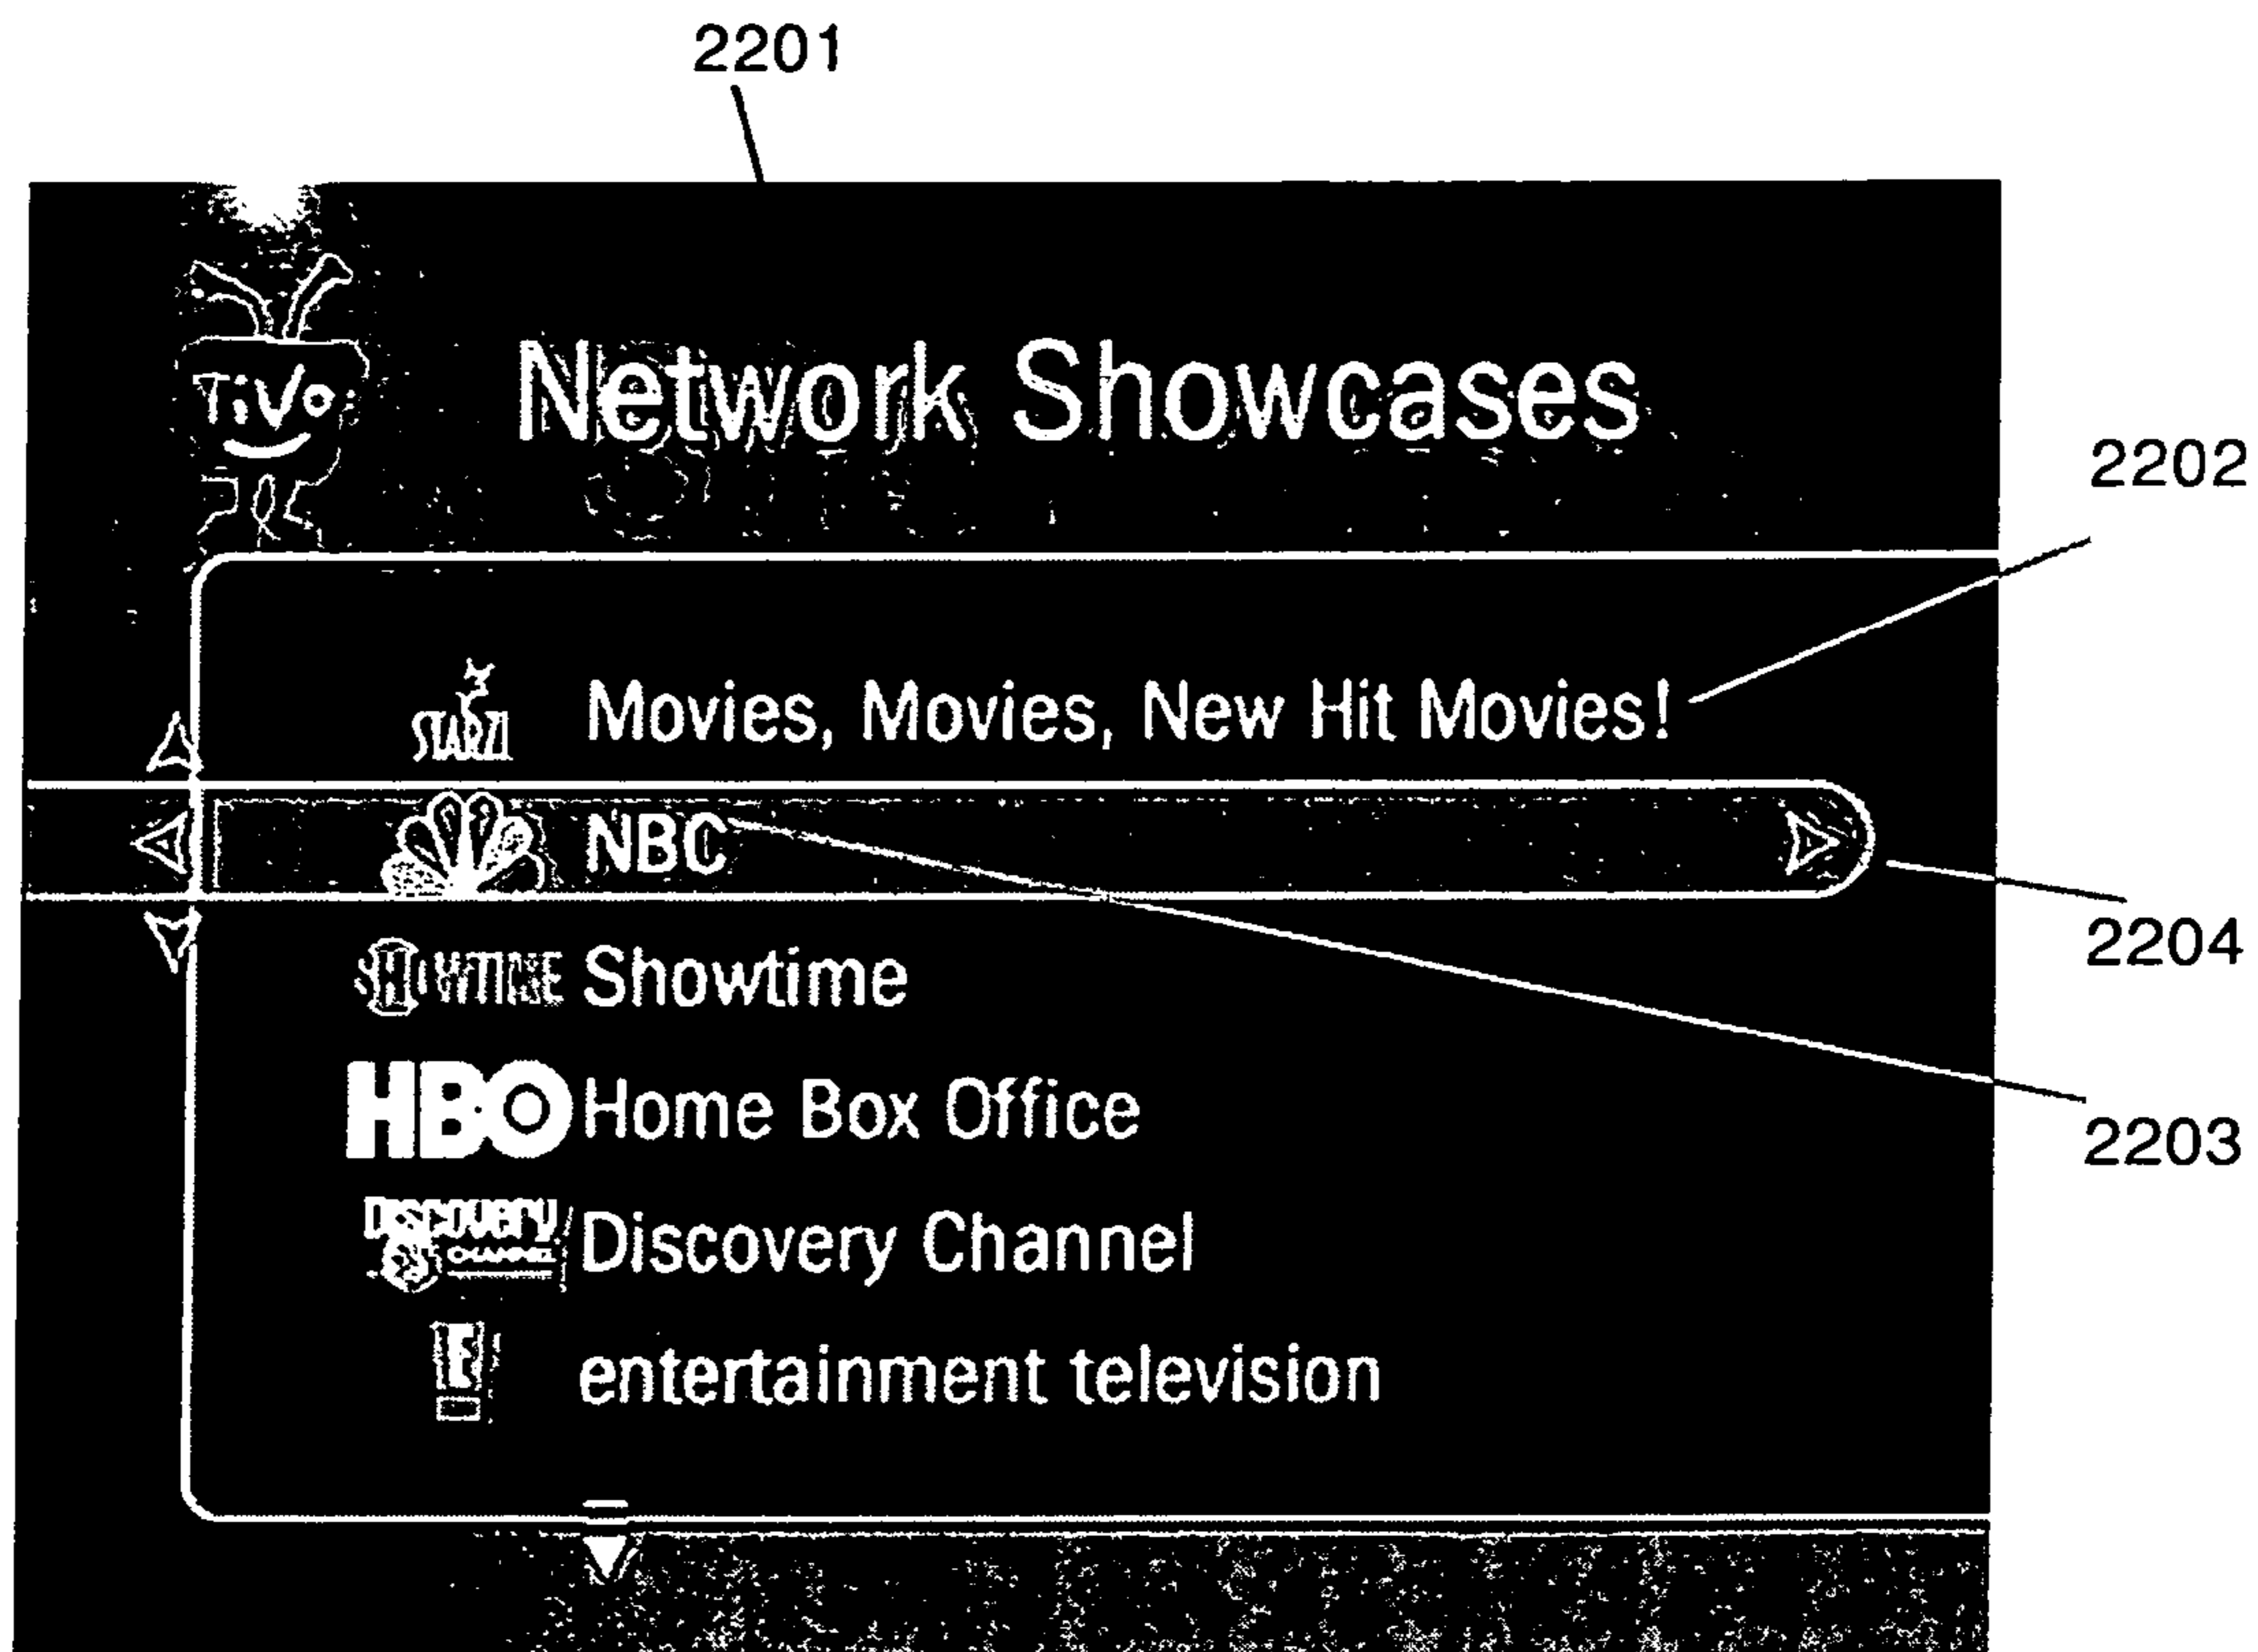 2201
TiVo
Network Showcases
2202
STARZ! Movies, Movies, New Hit Movies!
NBC
2204
SHOWTIME Showtime
HBO Home Box Office
2203
Discovery CHANNEL Discovery Channel
E! entertainment television